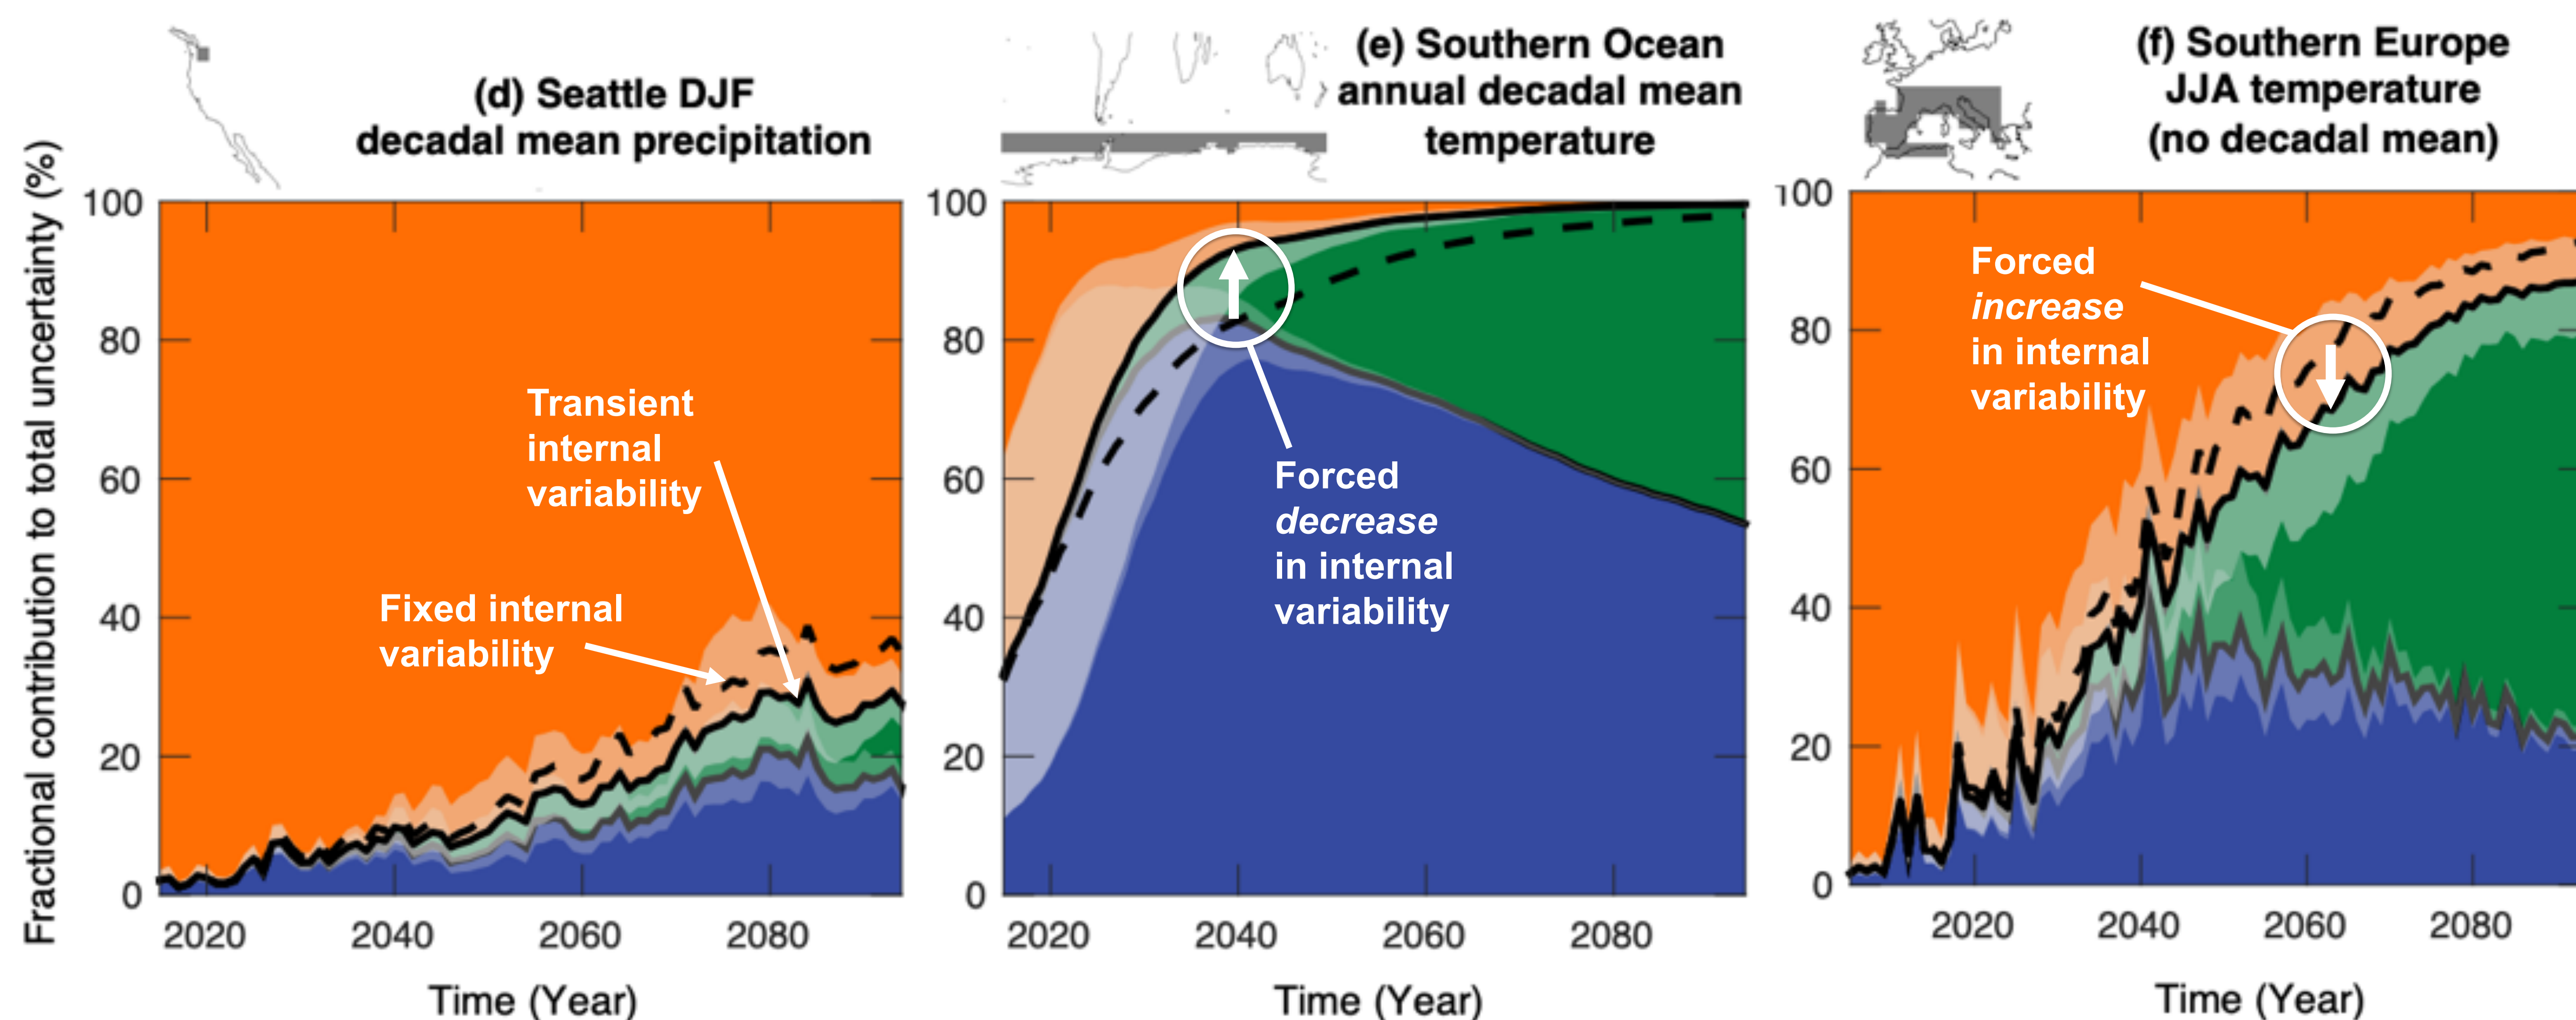 Fractional contribution to total uncertainty (%)
(d) Seattle DJF
decadal mean precipitation
100
80
60
40
20
0
2020 2040 2060 2080
Time (Year)
Transient
internal
variability
Fixed internal
variability
(e) Southern Ocean
annual decadal mean
temperature
100
80
60
40
20
0
2020 2040 2060 2080
Time (Year)
Forced
decrease
in internal
variability
(f) Southern Europe
JJA temperature
(no decadal mean)
100
80
60
40
20
0
2020 2040 2060 2080
Time (Year)
Forced
increase
in internal
variability